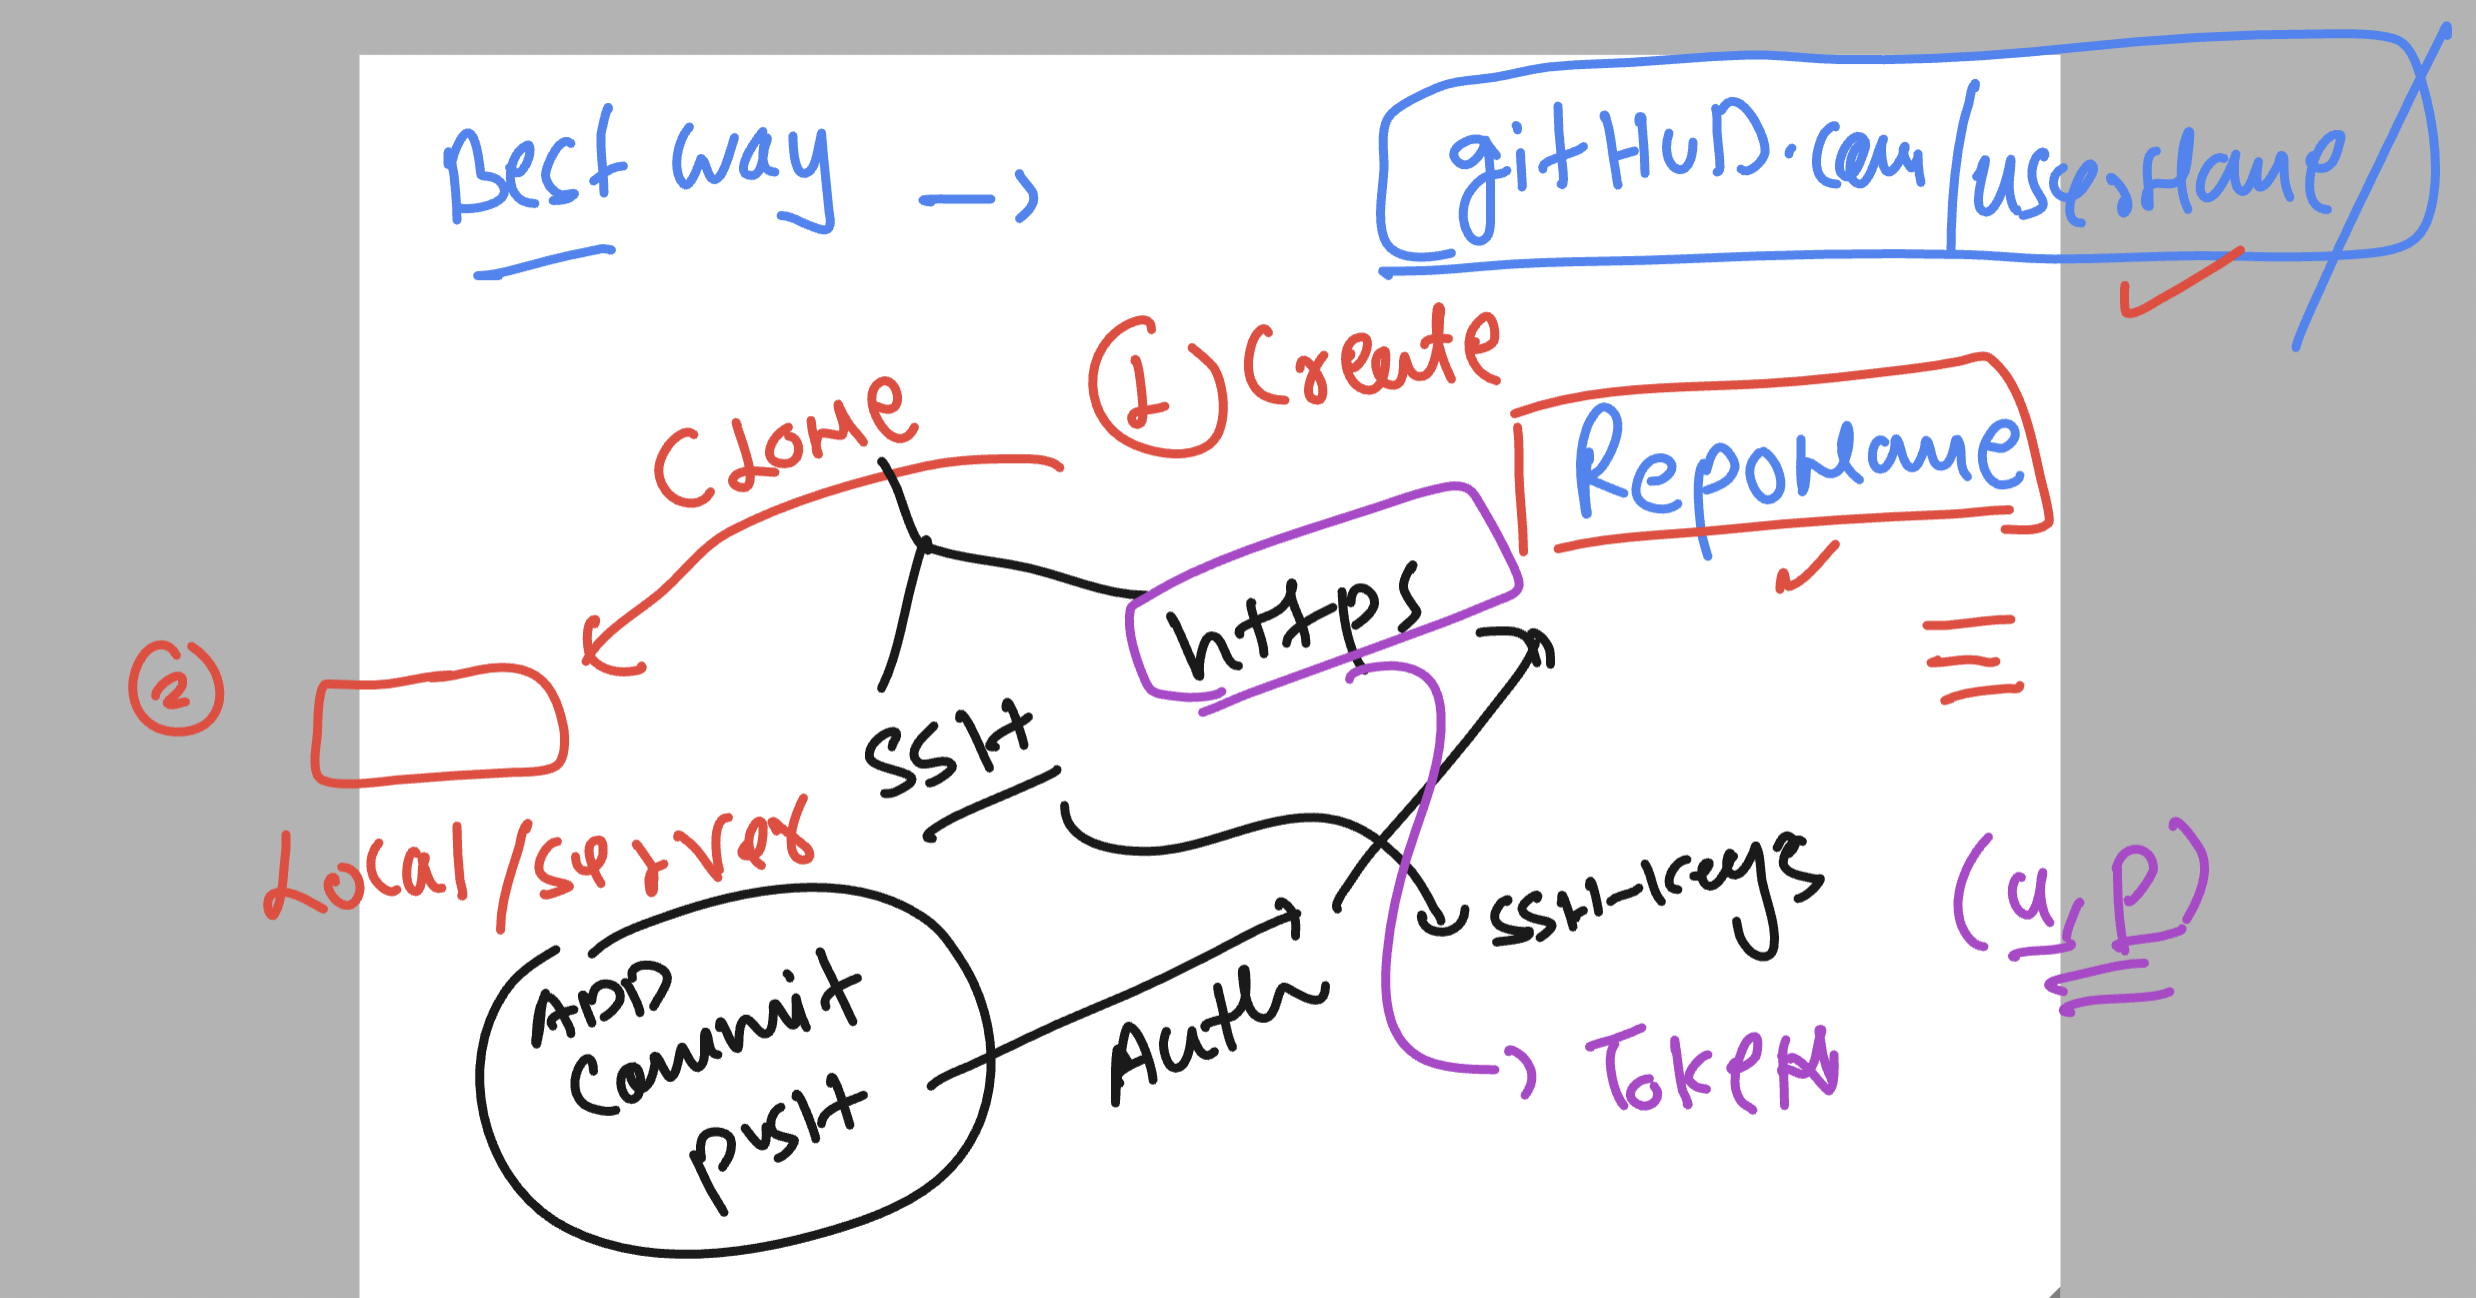 Best way →
gitHuD.com/userName
① Create
Clone
RepoName
https
②
SSH
Local/server
SSH-keys
(u, P)
ADD
Commit
push
Auth
Token